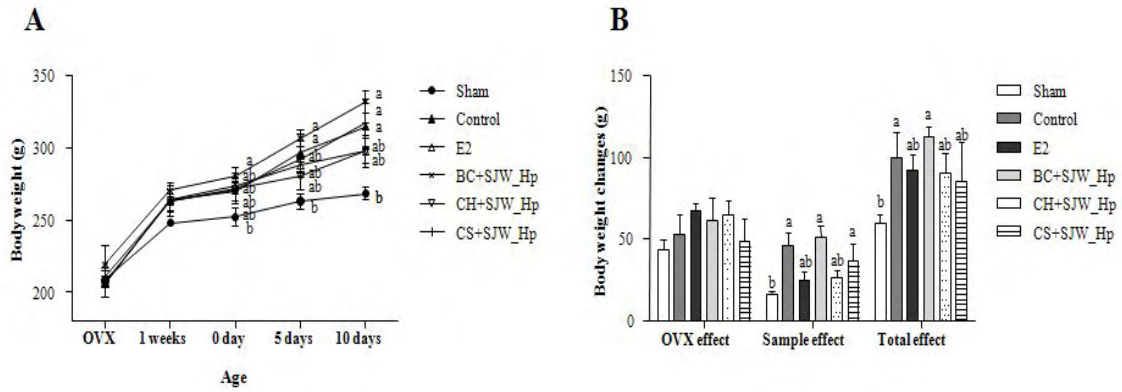 A
Body weight (g)
350
300
250
200
OVX
1 weeks
0 day
5 days
10 days
Age
a
ab
ab
ab
b
a
a
ab
ab
ab
b
a
a
a
ab
ab
b
Sham
Control
E2
BC+SJW_Hp
CH+SJW_Hp
CS+SJW_Hp
B
Body weight changes (g)
150
100
50
0
OVX effect
Sample effect
Total effect
b
a
ab
a
ab
a
b
a
ab
a
ab
ab
Sham
Control
E2
BC+SJW_Hp
CH+SJW_Hp
CS+SJW_Hp